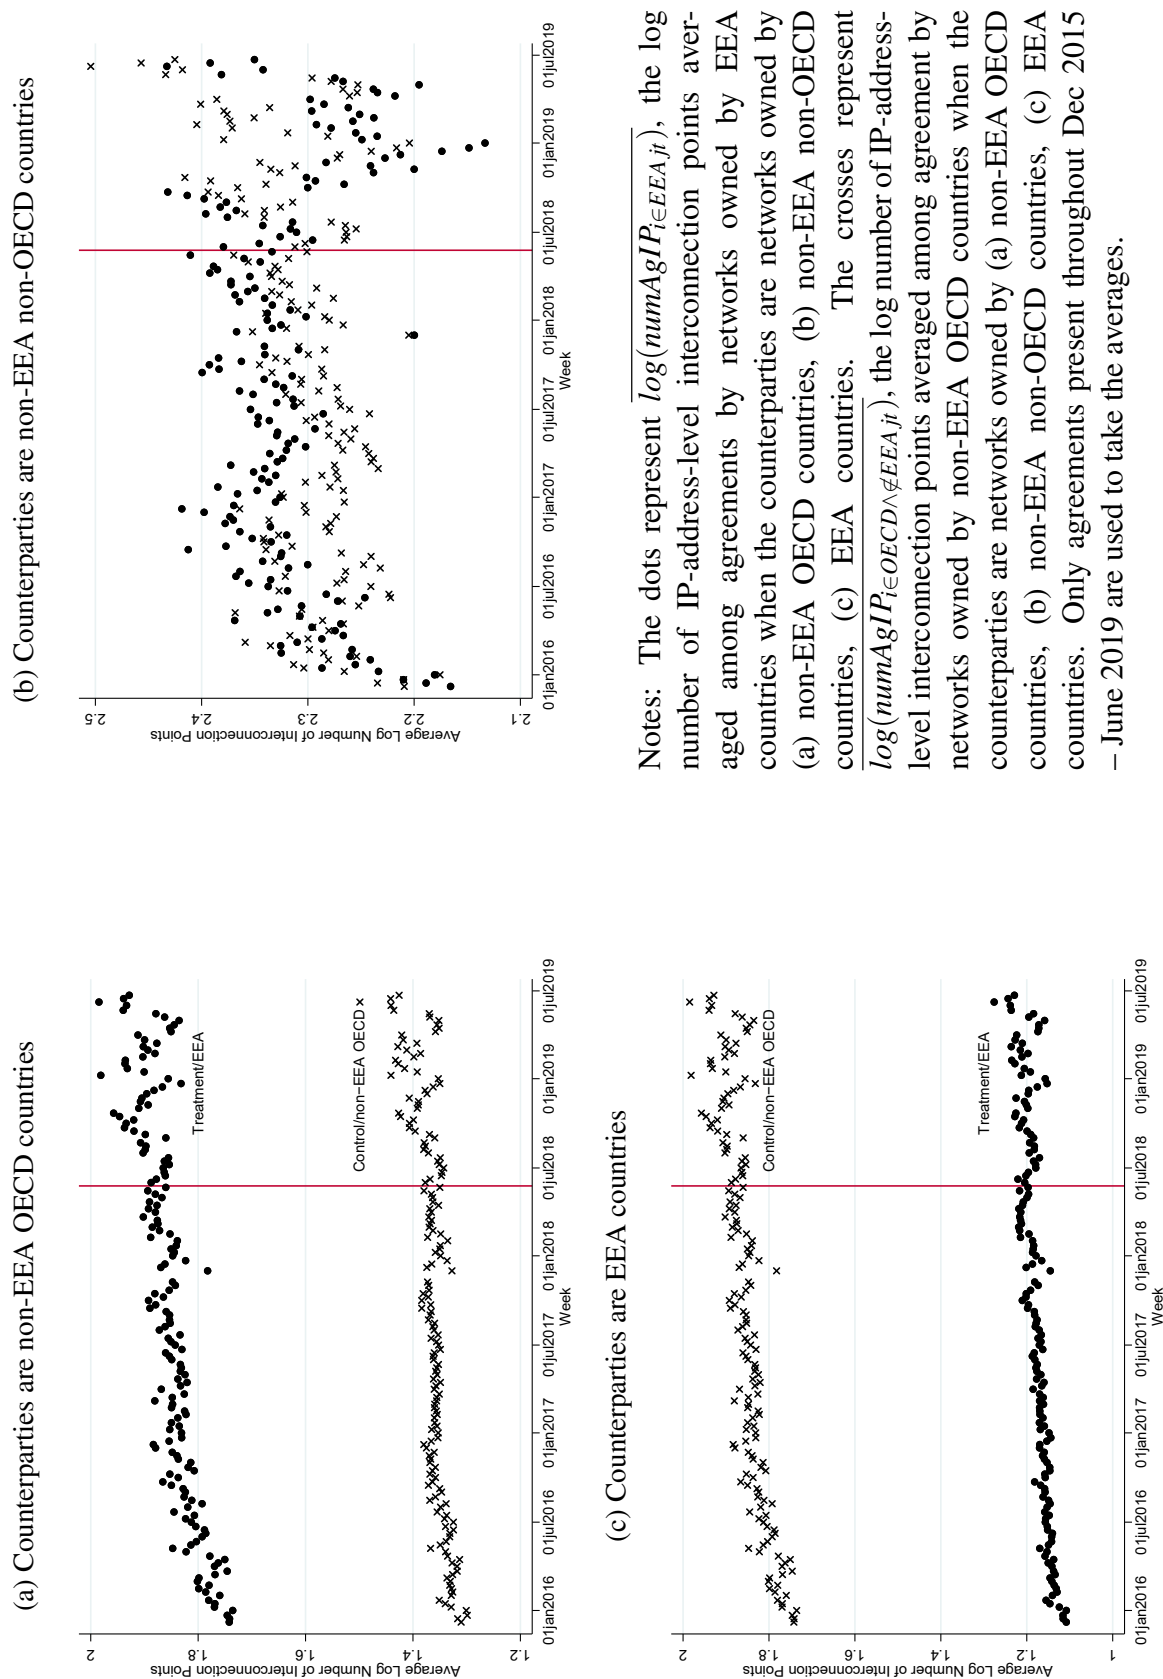 (a) Counterparties are non-EEA OECD countries
Average Log Number of Interconnection Points
2
1.8
1.6
1.4
1.2
Treatment/EEA
Control/non−EEA OECD
01jan2016
01jul2016
01jan2017
01jul2017
01jan2018
01jul2018
01jan2019
01jul2019
Week
(b) Counterparties are non-EEA non-OECD countries
Average Log Number of Interconnection Points
2.5
2.4
2.3
2.2
2.1
01jan2016
01jul2016
01jan2017
01jul2017
01jan2018
01jul2018
01jan2019
01jul2019
Week
(c) Counterparties are EEA countries
Average Log Number of Interconnection Points
2
1.8
1.6
1.4
1.2
1
Control/non−EEA OECD
Treatment/EEA
01jan2016
01jul2016
01jan2017
01jul2017
01jan2018
01jul2018
01jan2019
01jul2019
Week
Notes: The dots represent log(numAgIP_{i∈EEAjt}), the log
number of IP-address-level interconnection points aver-
aged among agreements by networks owned by EEA
countries when the counterparties are networks owned by
(a) non-EEA OECD countries, (b) non-EEA non-OECD
countries, (c) EEA countries. The crosses represent
log(numAgIP_{i∈OECD∧∉EEAjt}), the log number of IP-address-
level interconnection points averaged among agreement by
networks owned by non-EEA OECD countries when the
counterparties are networks owned by (a) non-EEA OECD
countries, (b) non-EEA non-OECD countries, (c) EEA
countries. Only agreements present throughout Dec 2015
– June 2019 are used to take the averages.